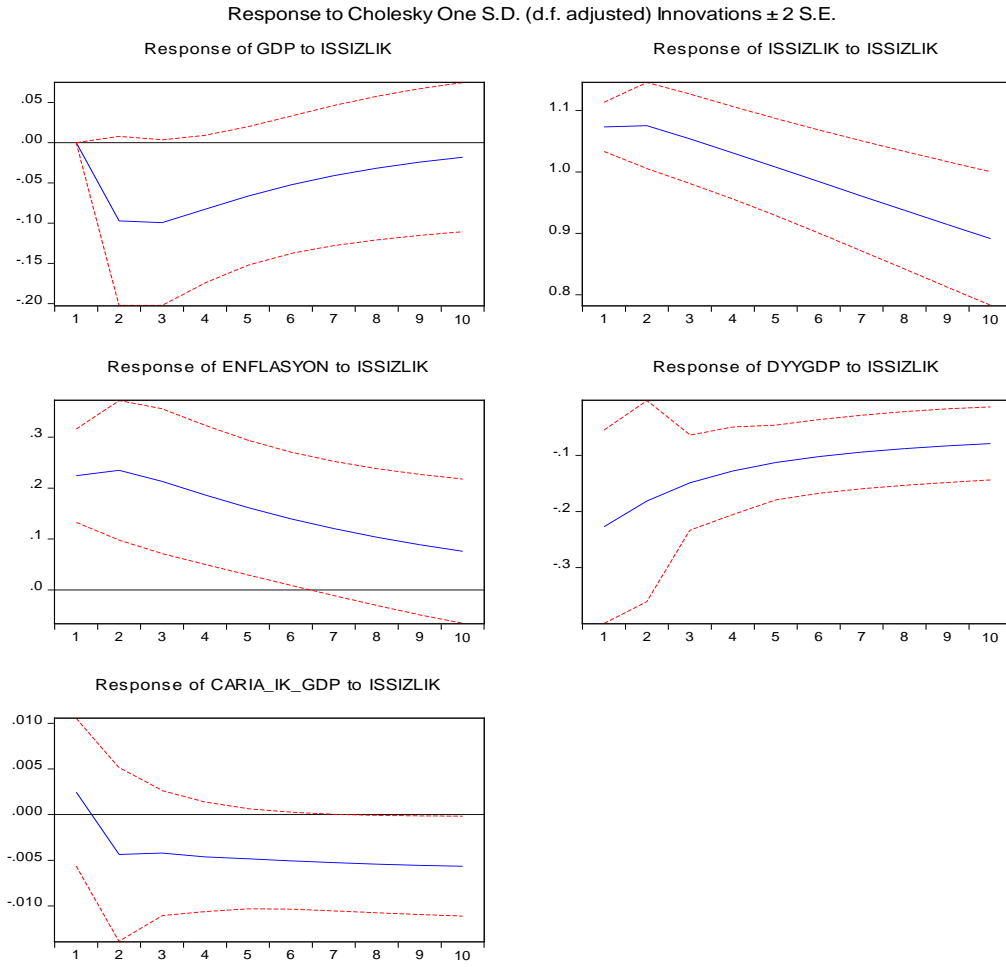 Response to Cholesky One S.D. (d.f. adjusted) Innovations ± 2 S.E.
Response of GDP to ISSIZLIK
.05
.00
-.05
-.10
-.15
-.20
1 2 3 4 5 6 7 8 9 10
Response of ISSIZLIK to ISSIZLIK
1.1
1.0
0.9
0.8
1 2 3 4 5 6 7 8 9 10
Response of ENFLASYON to ISSIZLIK
.3
.2
.1
.0
1 2 3 4 5 6 7 8 9 10
Response of DYYGDP to ISSIZLIK
-.1
-.2
-.3
1 2 3 4 5 6 7 8 9 10
Response of CARIA_IK_GDP to ISSIZLIK
.010
.005
.000
-.005
-.010
1 2 3 4 5 6 7 8 9 10